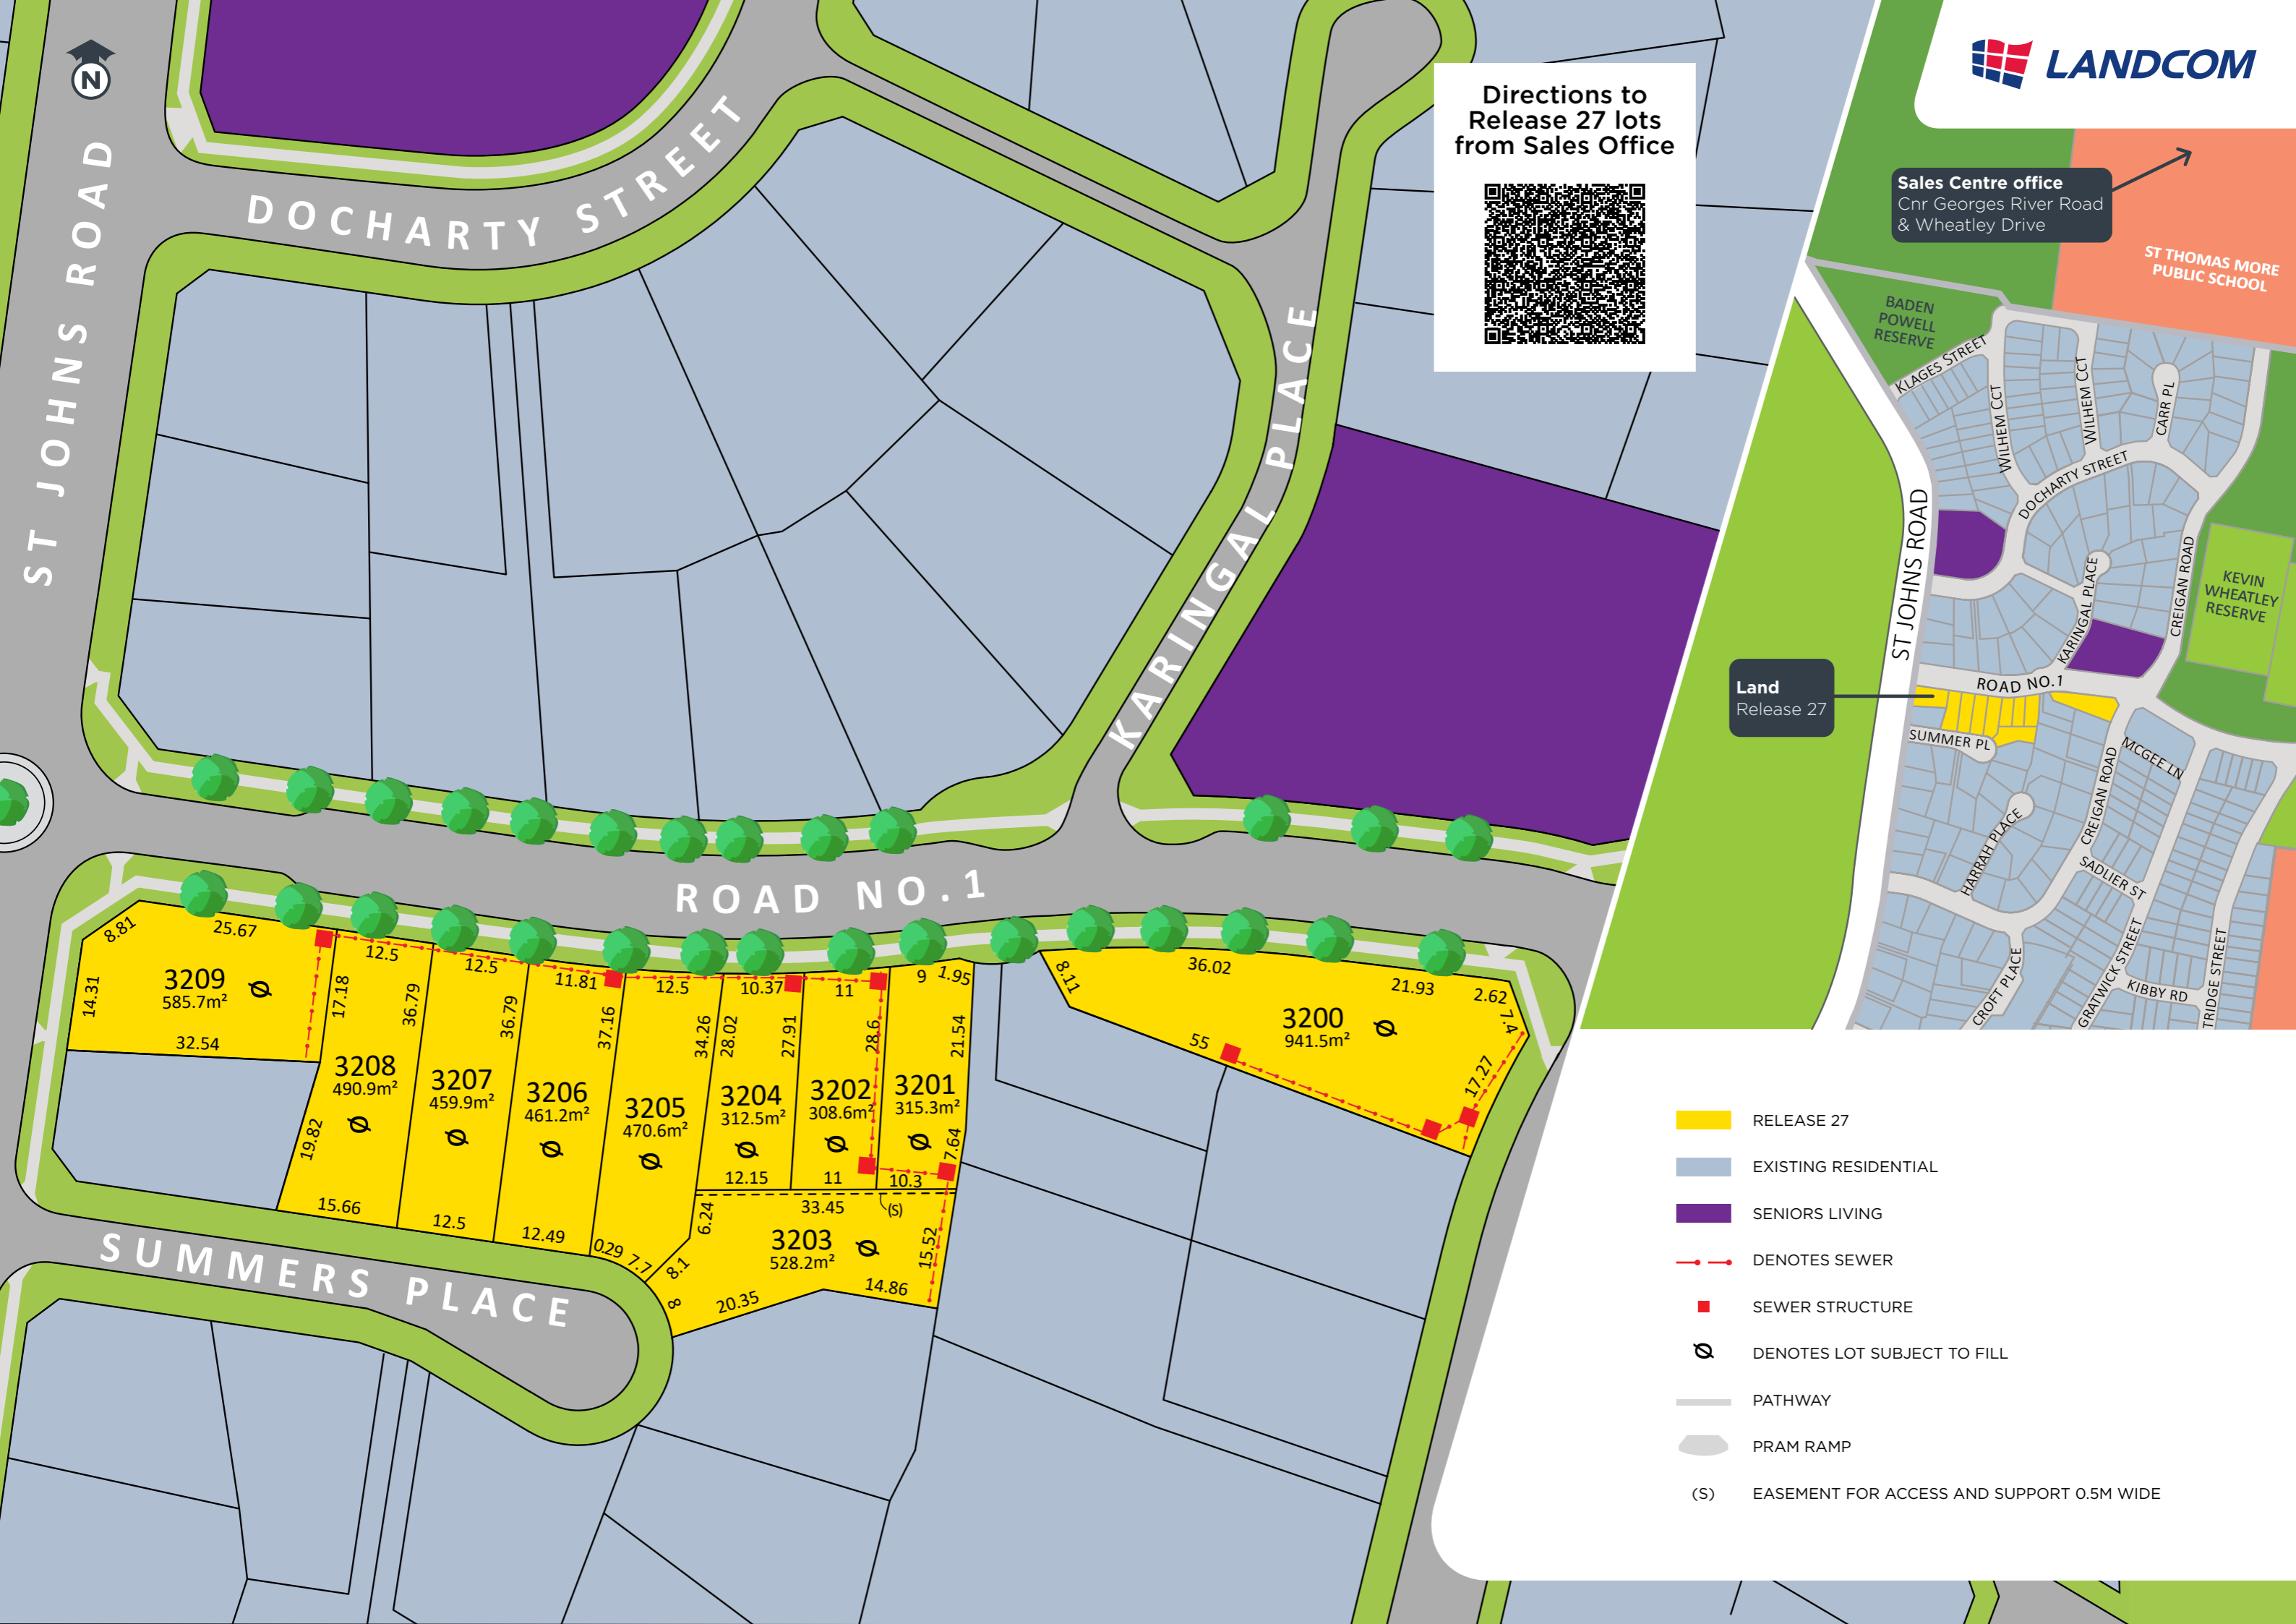 N
ST JOHNS ROAD
DOCHARTY STREET
KARINGAL PLACE
ROAD NO.1
SUMMERS PLACE
Directions to
Release 27 lots
from Sales Office
LANDCOM
Sales Centre office
Cnr Georges River Road
& Wheatley Drive
ST THOMAS MORE
PUBLIC SCHOOL
BADEN
POWELL
RESERVE
KLAGES STREET
WILHEM CCT
WILHEM CCT
CARR PL
DOCHARTY STREET
ST JOHNS ROAD
KARINGAL PLACE
CREIGAN ROAD
KEVIN
WHEATLEY
RESERVE
ROAD NO.1
Land
Release 27
SUMMER PL
MCGEE LN
CREIGAN ROAD
HARRAH PLACE
SADLIER ST
CROFT PLACE
GRATWICK STREET
KIBBY RD
TRIDGE STREET
8.81
25.67
14.31
3209
585.7m²
Ø
32.54
12.5
17.18
36.79
3208
490.9m²
Ø
19.82
15.66
12.5
36.79
3207
459.9m²
Ø
12.5
11.81
37.16
3206
461.2m²
Ø
12.49
12.5
34.26
3205
470.6m²
Ø
0.29
7.7
8.1
10.37
28.02
27.91
3204
312.5m²
Ø
12.15
11
28.6
3202
308.6m²
Ø
11
9
1.95
21.54
3201
315.3m²
Ø
7.64
10.3
33.45
(S)
6.24
3203
528.2m²
Ø
15.52
8
20.35
14.86
8.11
36.02
21.93
2.62
7.4
3200
941.5m²
Ø
55
17.27
RELEASE 27
EXISTING RESIDENTIAL
SENIORS LIVING
DENOTES SEWER
SEWER STRUCTURE
Ø DENOTES LOT SUBJECT TO FILL
PATHWAY
PRAM RAMP
(S) EASEMENT FOR ACCESS AND SUPPORT 0.5M WIDE